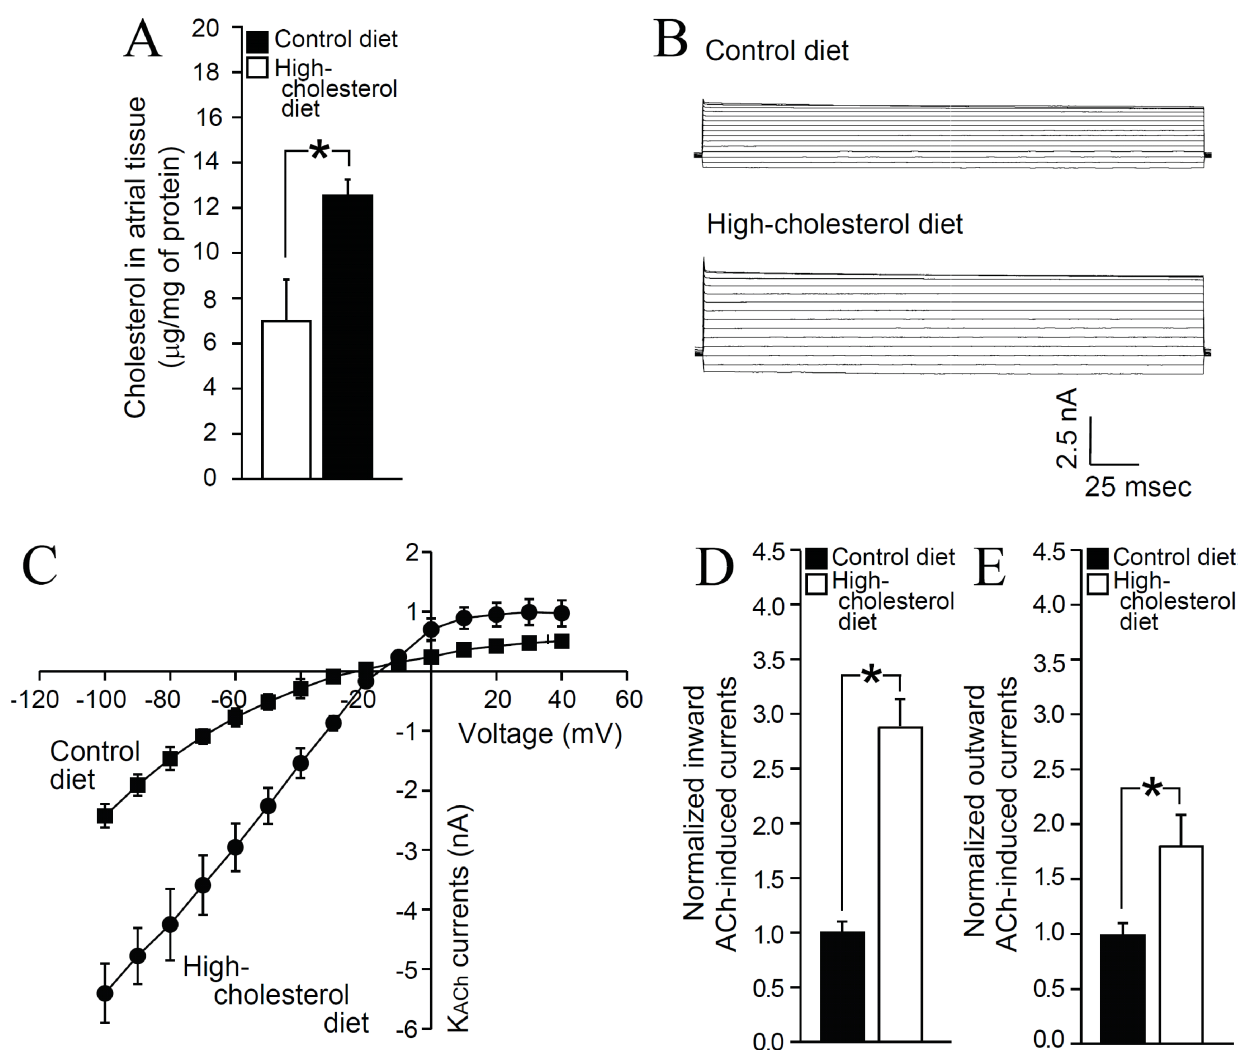 A
20
18
16
14
12
10
8
6
4
2
0
Cholesterol in atrial tissue
(μg/mg of protein)
Control diet
High-
cholesterol
diet
*
B
Control diet
High-cholesterol diet
2.5 nA
25 msec
C
2
1
-1
-2
-3
-4
-5
-6
-120 -100 -80 -60 -40 -20 20 40 60
Voltage (mV)
KACh currents (nA)
Control
diet
High-
cholesterol
diet
D
4.5
4.0
3.5
3.0
2.5
2.0
1.5
1.0
0.5
0.0
Normalized inward
ACh-induced currents
Control diet
High-
cholesterol
diet
*
E
4.5
4.0
3.5
3.0
2.5
2.0
1.5
1.0
0.5
0.0
Normalized outward
ACh-induced currents
Control diet
High-
cholesterol
diet
*